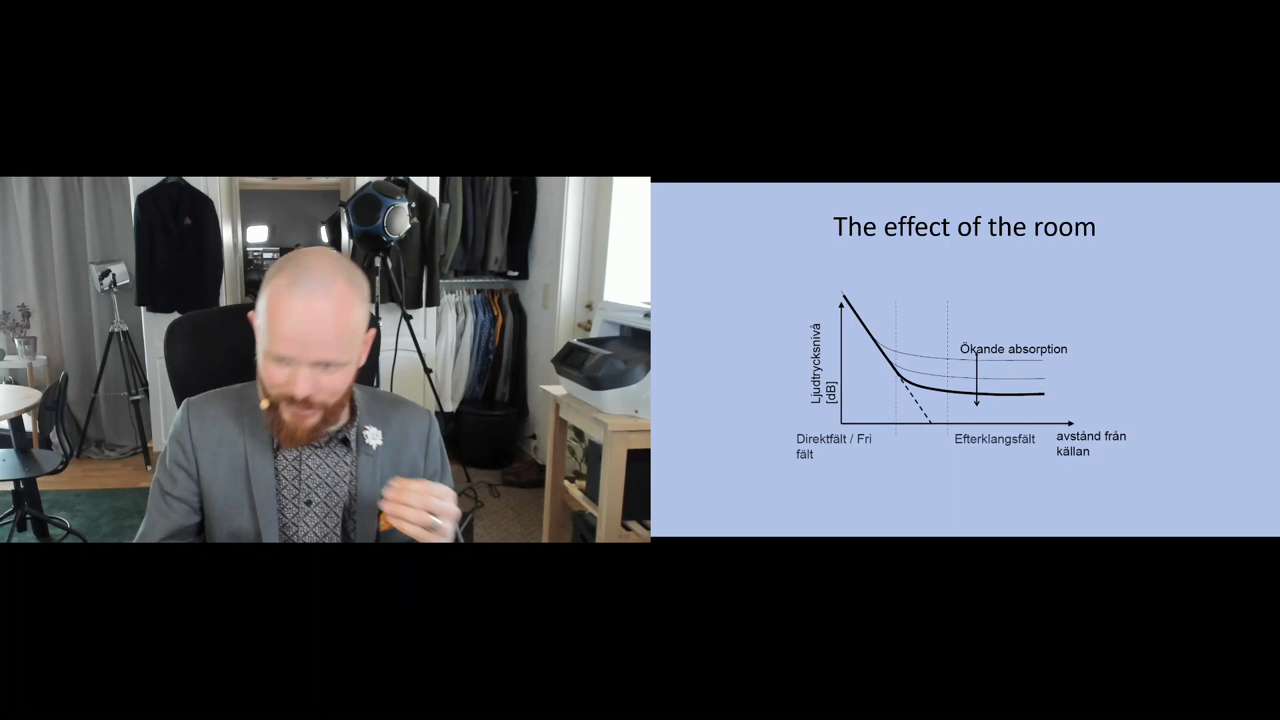 The effect of the room
Ljudtrycksnivå
[dB]
Ökande absorption
Direktfält / Fri
fält
Efterklangsfält
avstånd från
källan